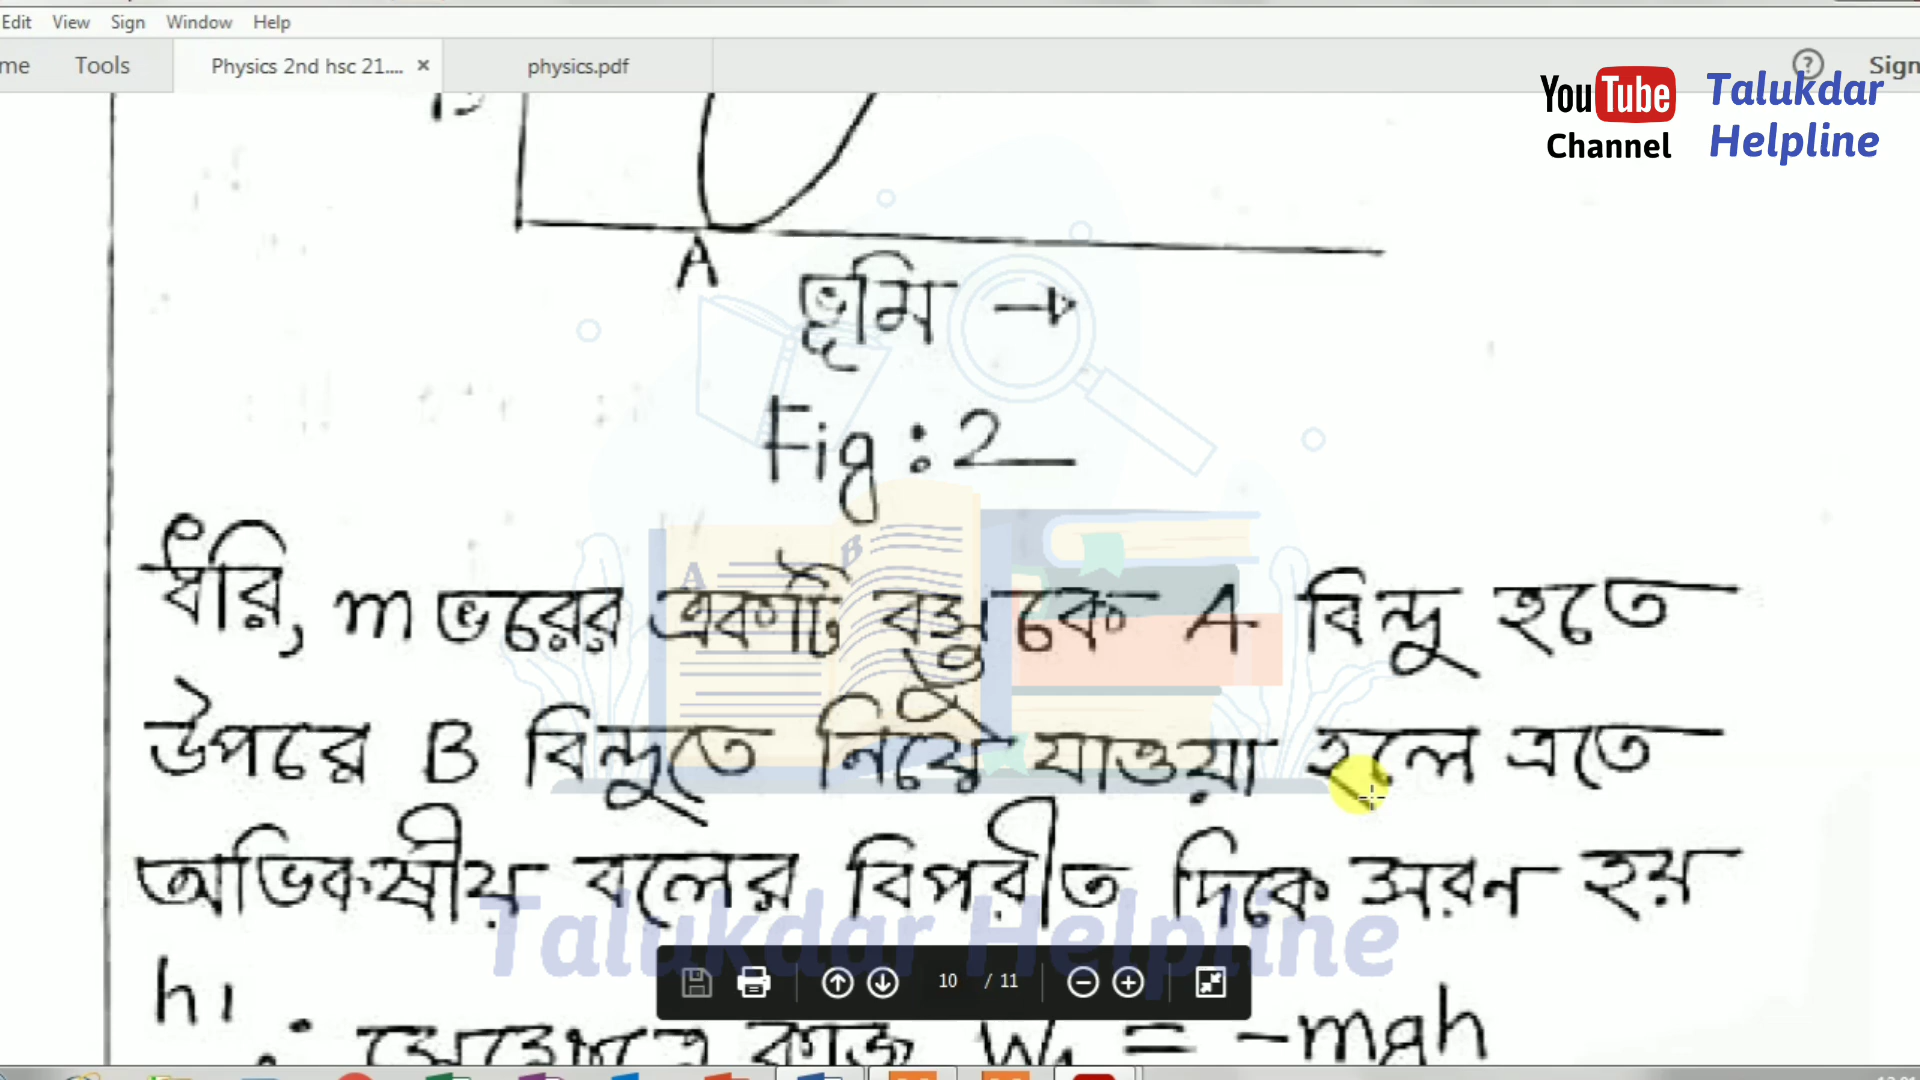 Edit View Sign Window Help
me Tools Physics 2nd hsc 21.... × physics.pdf ? Sign
YouTube Channel
Talukdar Helpline
A
ভূমি →
Fig : 2
ধরি, m ভরের একটি বস্তুকে A বিন্দু হতে
উপরে B বিন্দুতে নিয়ে যাওয়া হলে এতে
অভিকর্ষীয় বলের বিপরীত দিকে সরন হয়
h।
কাজ W₁ = -mgh
Talukdar Helpline
10 / 11